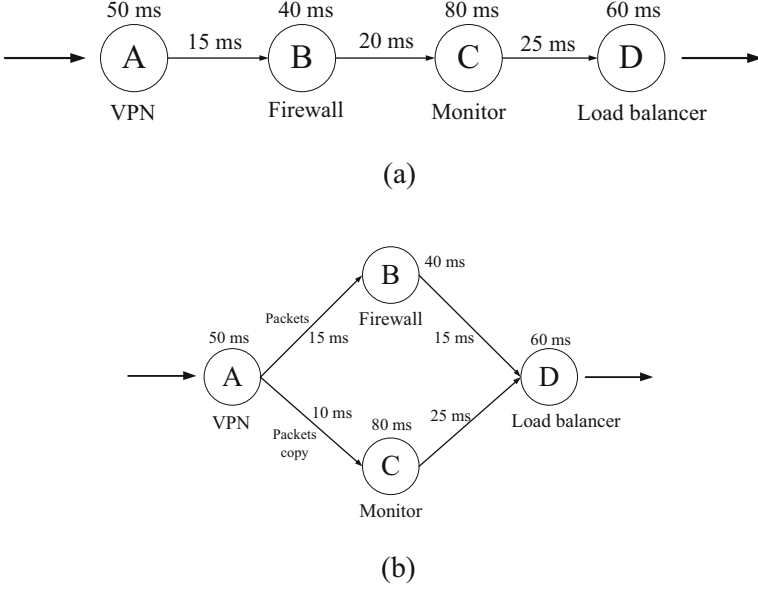 50 ms 40 ms 80 ms 60 ms
A 15 ms B 20 ms C 25 ms D
VPN Firewall Monitor Load balancer
(a)
B 40 ms
Packets Firewall
50 ms 15 ms 15 ms 60 ms
A D
VPN 10 ms 80 ms 25 ms Load balancer
Packets
copy
C
Monitor
(b)